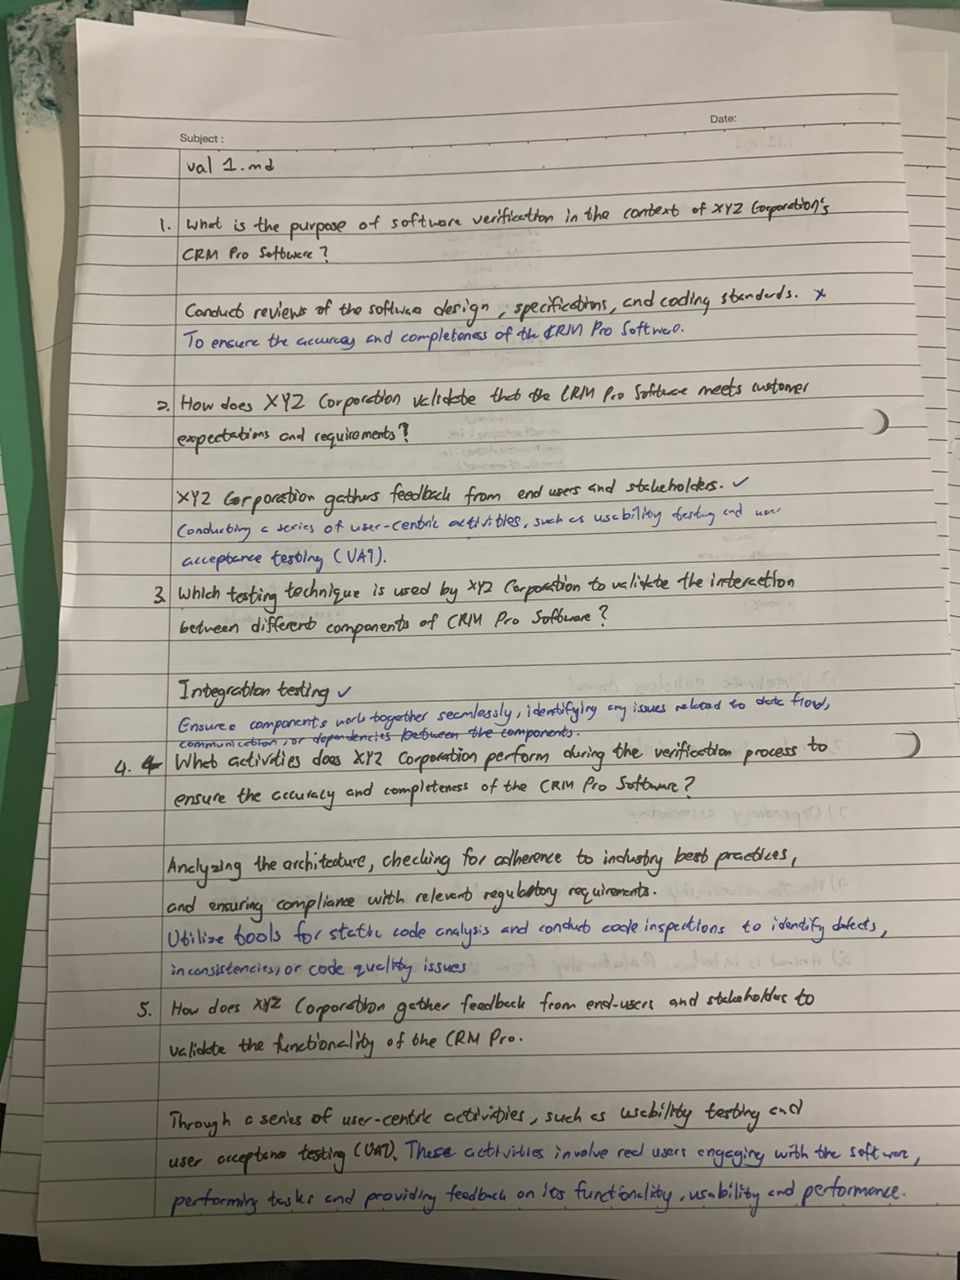 Subject :
Date:
val 1.md
1. What is the purpose of software verification in the context of XYZ Corporation's
CRM Pro Software?
Conduct reviews of the software design, specifications, and coding standards. x
To ensure the accuracy and completeness of the CRM Pro Software.
2. How does XYZ Corporation validate that the CRM Pro Software meets customer
expectations and requirements?
XYZ Corporation gathers feedback from end users and stakeholders. ✓
Conducting a series of user-centric activities, such as usability testing and user
acceptance testing (UAT).
3. Which testing technique is used by XYZ Corporation to validate the interaction
between different components of CRM Pro Software?
Integration testing ✓
Ensures components work together seamlessly, identifying any issues related to data flow,
communication, or dependencies between the components.
4. What activities does XYZ Corporation perform during the verification process to
ensure the accuracy and completeness of the CRM Pro Software?
Analyzing the architecture, checking for adherence to industry best practices,
and ensuring compliance with relevant regulatory requirements.
Utilize tools for static code analysis and conduct code inspections to identify defects,
inconsistencies, or code quality issues
5. How does XYZ Corporation gather feedback from end-users and stakeholders to
validate the functionality of the CRM Pro.
Through a series of user-centric activities, such as usability testing and
user acceptance testing (UAT). These activities involve real users engaging with the software,
performing tasks and providing feedback on its functionality, usability and performance.